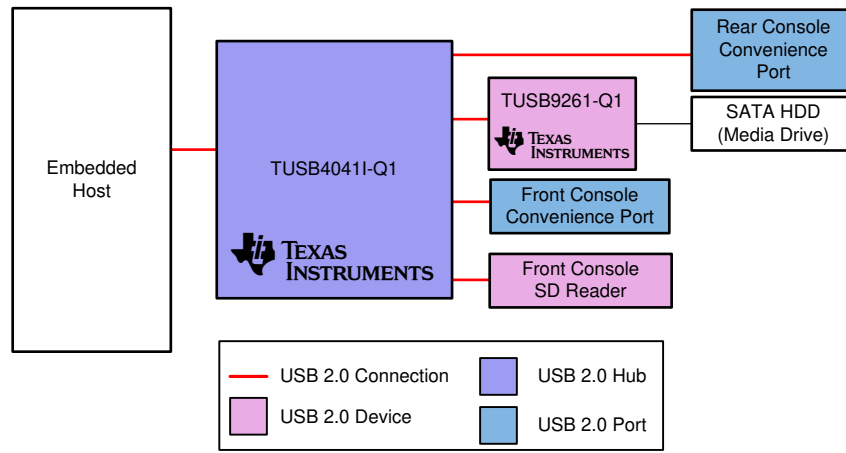 Embedded
Host
TUSB4041I-Q1
TEXAS
INSTRUMENTS
Rear Console
Convenience
Port
TUSB9261-Q1
TEXAS
INSTRUMENTS
SATA HDD
(Media Drive)
Front Console
Convenience Port
Front Console
SD Reader
USB 2.0 Connection
USB 2.0 Device
USB 2.0 Hub
USB 2.0 Port